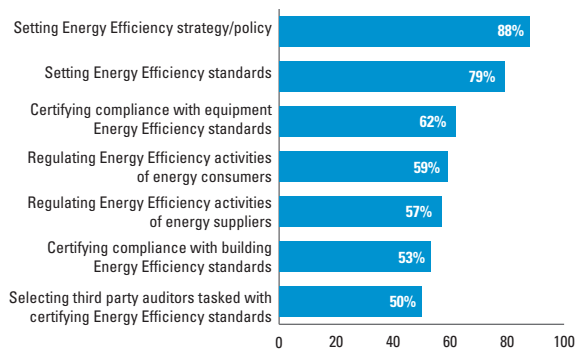 Setting Energy Efficiency strategy/policy
88%
Setting Energy Efficiency standards
79%
Certifying compliance with equipment
Energy Efficiency standards
62%
Regulating Energy Efficiency activities
of energy consumers
59%
Regulating Energy Efficiency activities
of energy suppliers
57%
Certifying compliance with building
Energy Efficiency standards
53%
Selecting third party auditors tasked with
certifying Energy Efficiency standards
50%
0 20 40 60 80 100